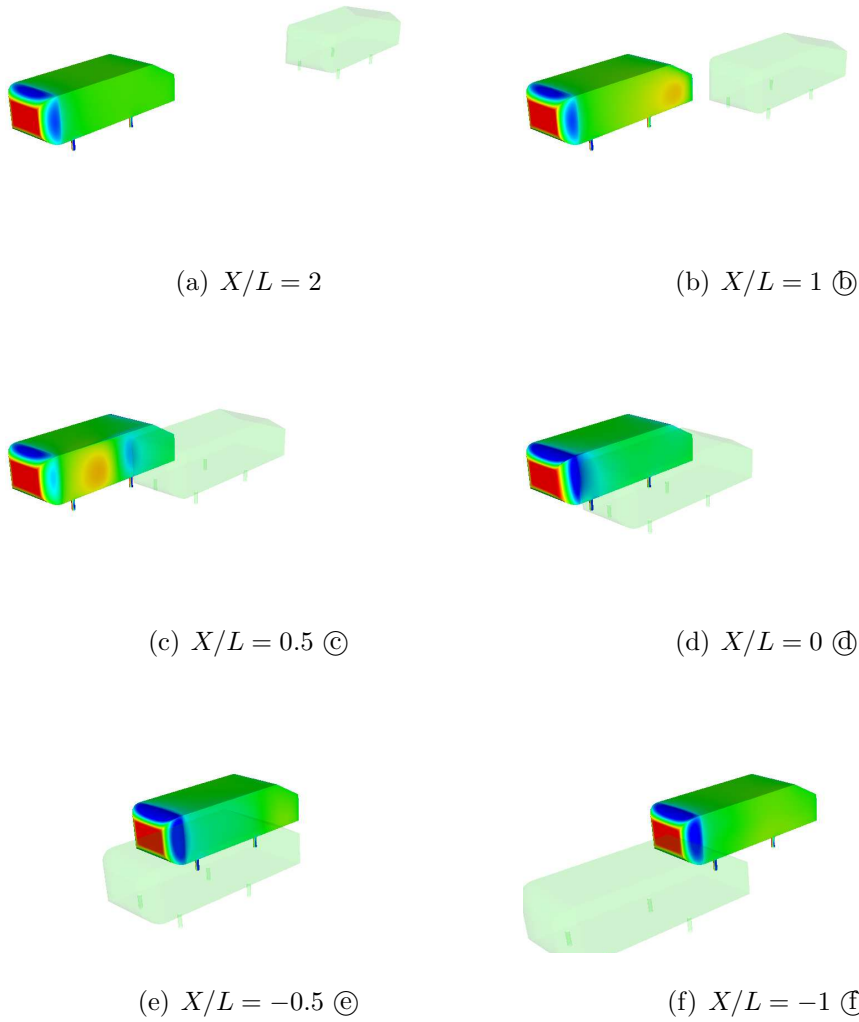 (a) X/L = 2
(b) X/L = 1 ⓑ
(c) X/L = 0.5 ⓒ
(d) X/L = 0 ⓓ
(e) X/L = −0.5 ⓔ
(f) X/L = −1 ⓕ